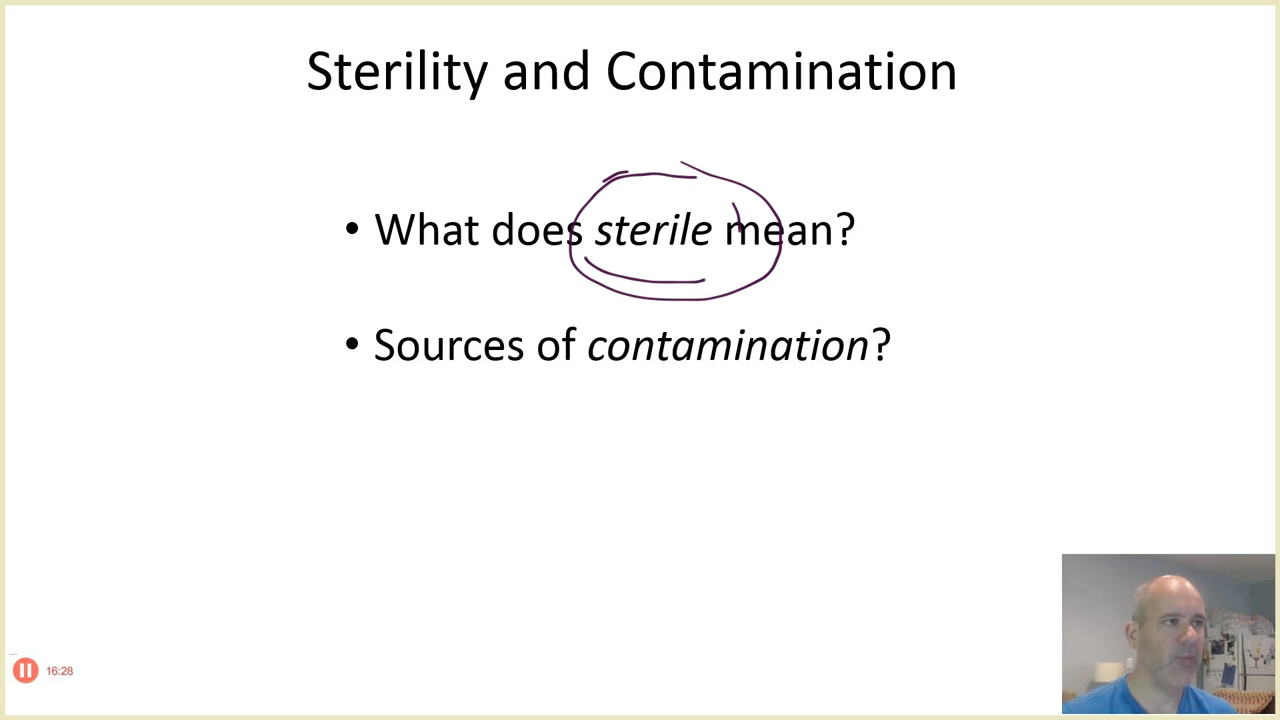 Sterility and Contamination
• What does sterile mean?
• Sources of contamination?
16:28